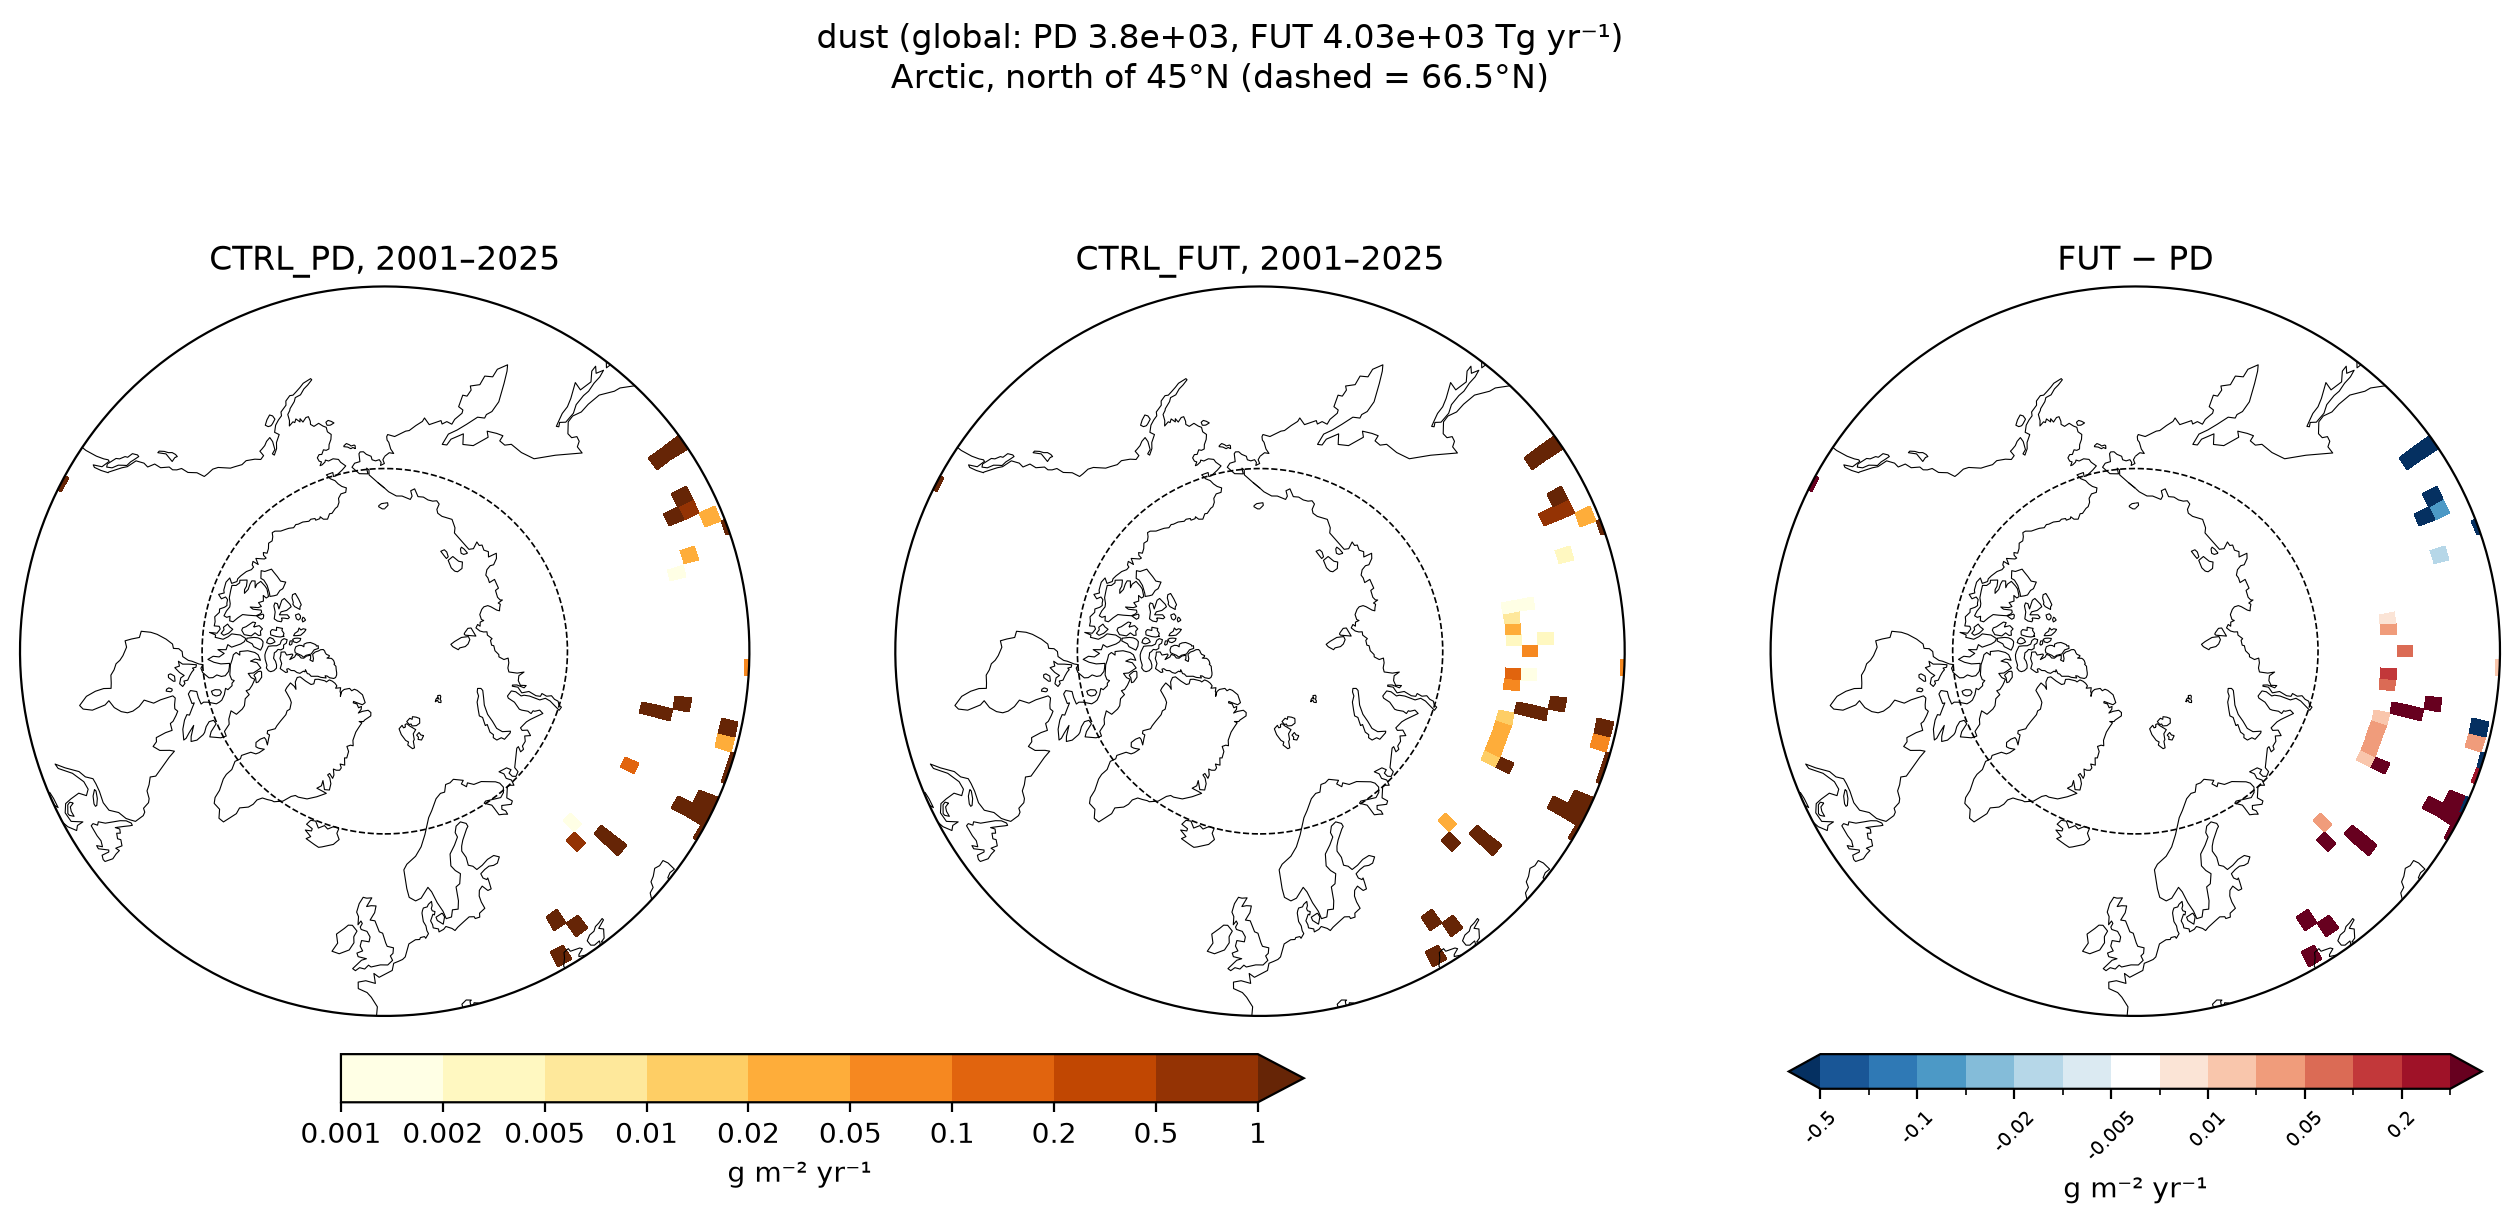 dust (global: PD 3.8e+03, FUT 4.03e+03 Tg yr⁻¹)
Arctic, north of 45°N (dashed = 66.5°N)
CTRL_PD, 2001–2025
CTRL_FUT, 2001–2025
FUT − PD
0.001 0.002 0.005 0.01 0.02 0.05 0.1 0.2 0.5 1
g m⁻² yr⁻¹
-0.5 -0.1 -0.02 -0.005 0.01 0.05 0.2
g m⁻² yr⁻¹